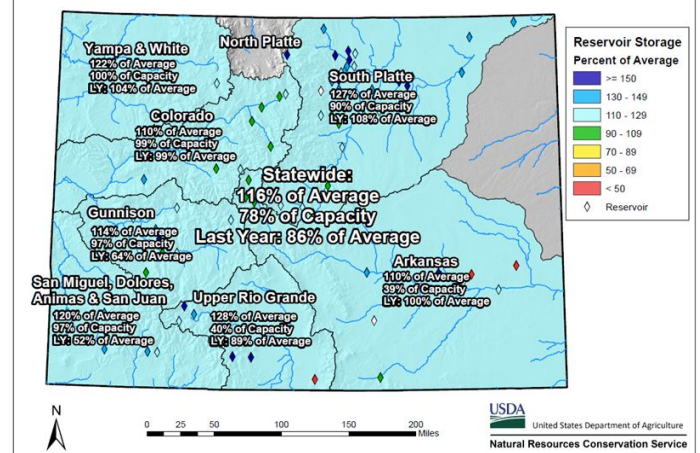 Yampa & White
122% of Average
100% of Capacity
LY: 104% of Average
North Platte
South Platte
127% of Average
90% of Capacity
LY: 108% of Average
Colorado
110% of Average
99% of Capacity
LY: 99% of Average
Statewide:
116% of Average
78% of Capacity
Last Year: 86% of Average
Gunnison
114% of Average
97% of Capacity
LY: 64% of Average
Arkansas
110% of Average
39% of Capacity
LY: 100% of Average
San Miguel, Dolores,
Animas & San Juan
120% of Average
97% of Capacity
LY: 52% of Average
Upper Rio Grande
128% of Average
40% of Capacity
LY: 89% of Average
Reservoir Storage
Percent of Average
>= 150
130 - 149
110 - 129
90 - 109
70 - 89
50 - 69
< 50
Reservoir
N
0 50 100 150 200
Miles
USDA
United States Department of Agriculture
Natural Resources Conservation Service